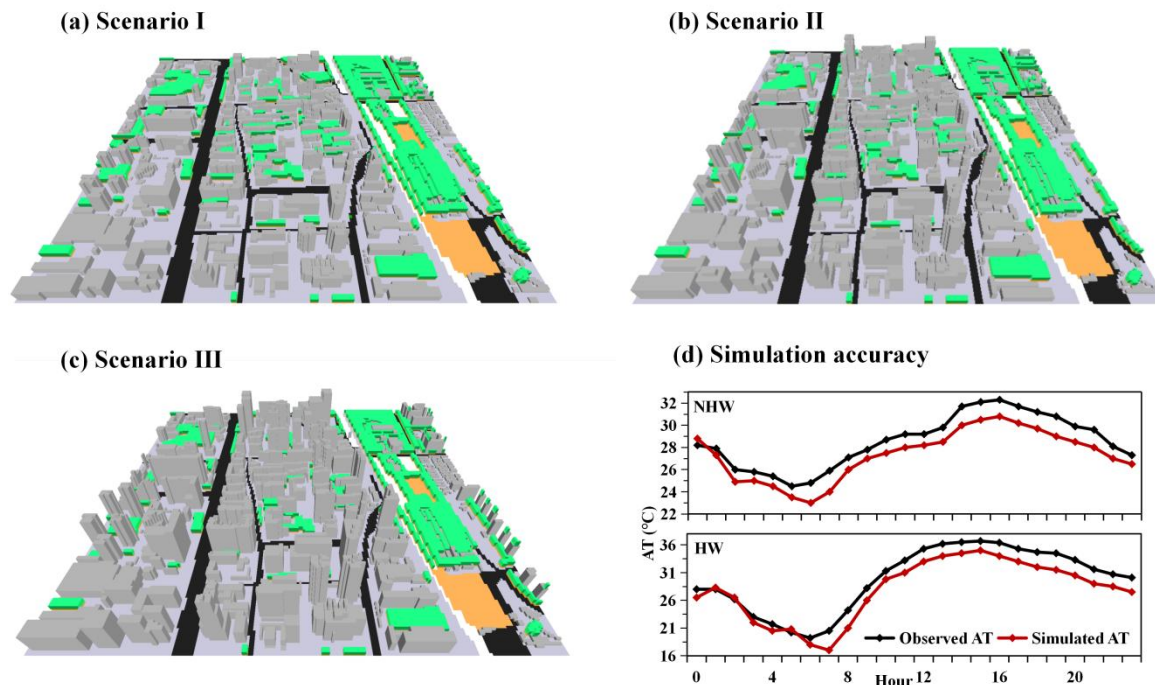 (a) Scenario I
(b) Scenario II
(c) Scenario III
(d) Simulation accuracy
NHW
32
30
28
26
24
22
AT (°C)
HW
36
31
26
21
16
Observed AT
Simulated AT
0 4 8 12 16 20
Hour